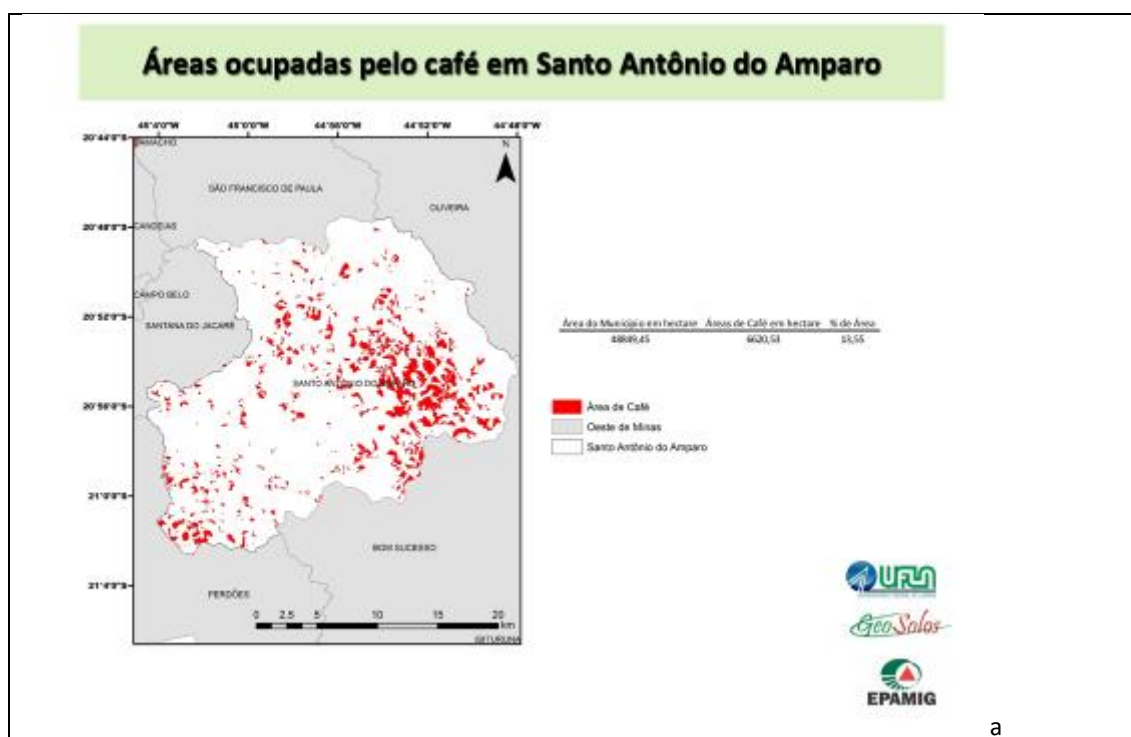 Áreas ocupadas pelo café em Santo Antônio do Amparo
45°4'0"W 45°0'0"W 44°56'0"W 44°52'0"W 44°48'0"W
20°44'0"S
CAMACHO
N
SÃO FRANCISCO DE PAULA
OLIVEIRA
20°48'0"S
CANDEIAS
CAMPO BELO
20°52'0"S
SANTANA DO JACARÉ
Área do Município em hectare Áreas de Café em hectare % de Área
48849,45 6620,53 13,55
SANTO ANTÔNIO DO AMPARO
20°56'0"S
Área de Café
Oeste de Minas
Santo Antônio do Amparo
21°0'0"S
BOM SUCESSO
21°4'0"S
PERDÕES
0 2.5 5 10 15 20
km
IBITURUNA
UFLA
GeoSolos
EPAMIG
a